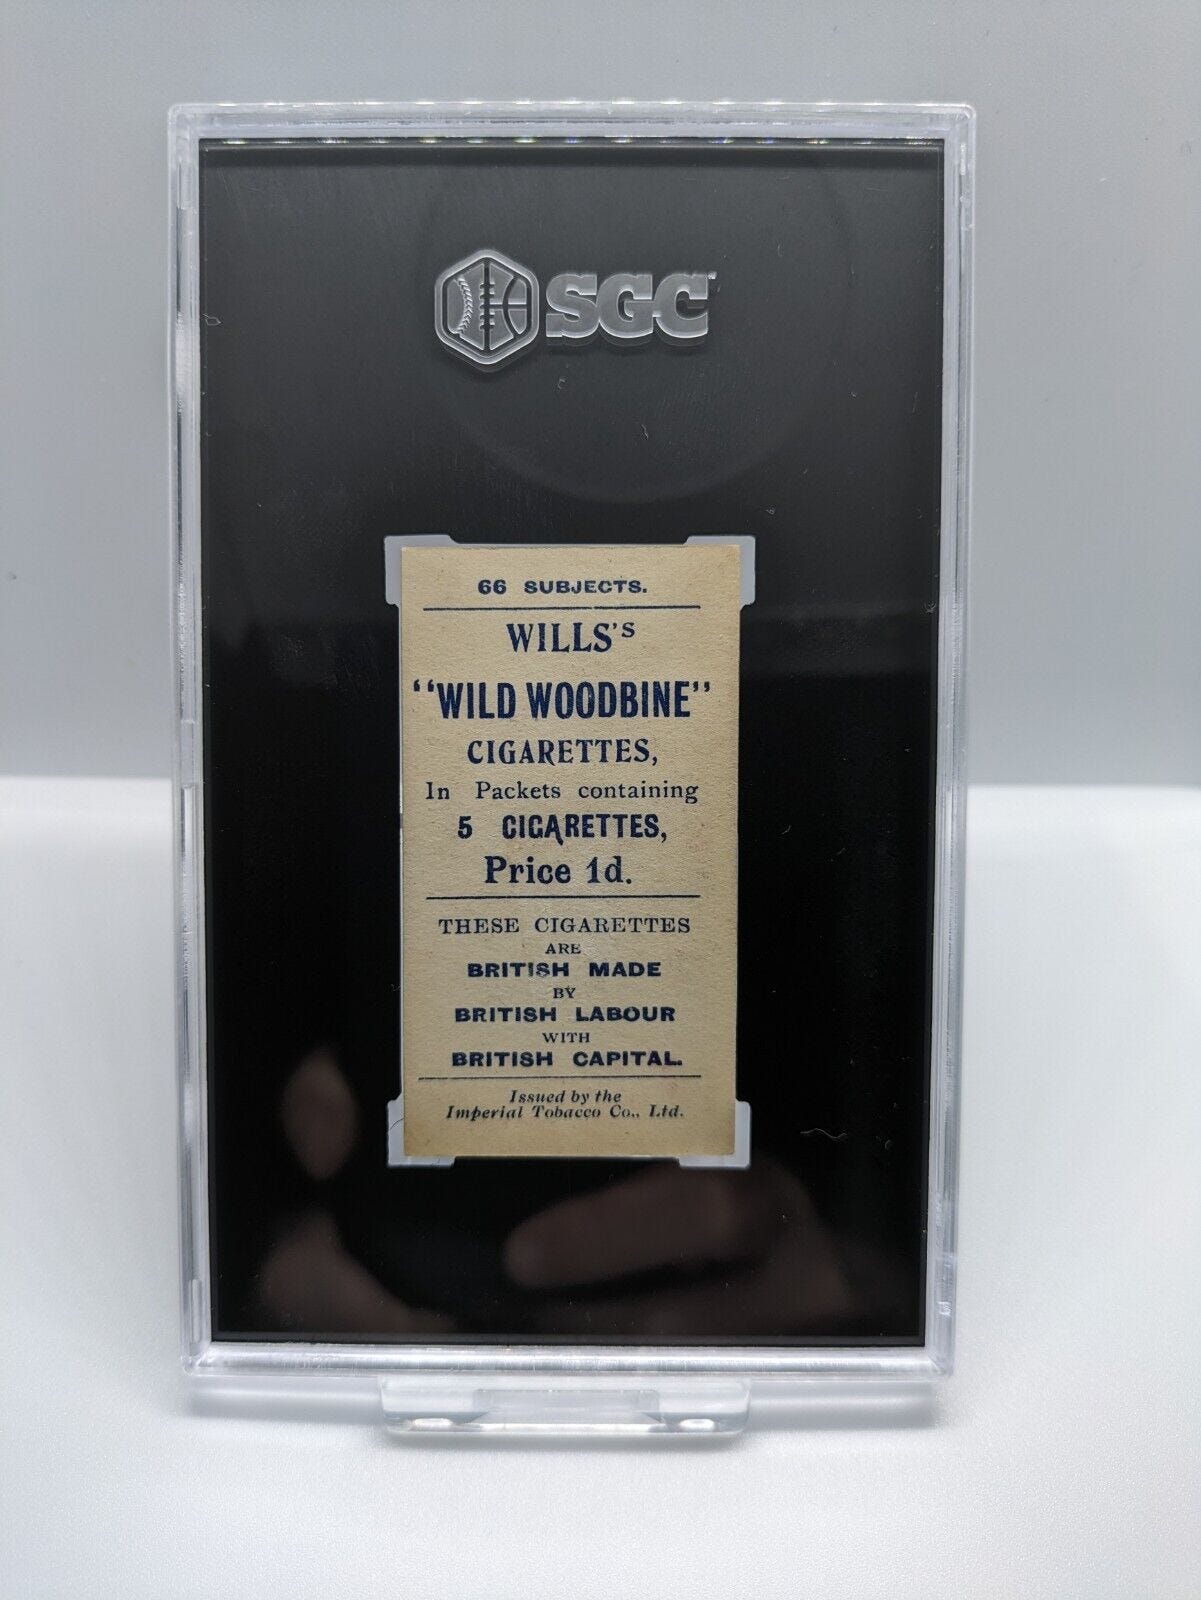 SGC
66 SUBJECTS.
WILLS'S
"WILD WOODBINE"
CIGARETTES,
In Packets containing
5 CIGARETTES,
Price 1d.
THESE CIGARETTES
ARE
BRITISH MADE
BY
BRITISH LABOUR
WITH
BRITISH CAPITAL.
Issued by the
Imperial Tobacco Co., Ltd.